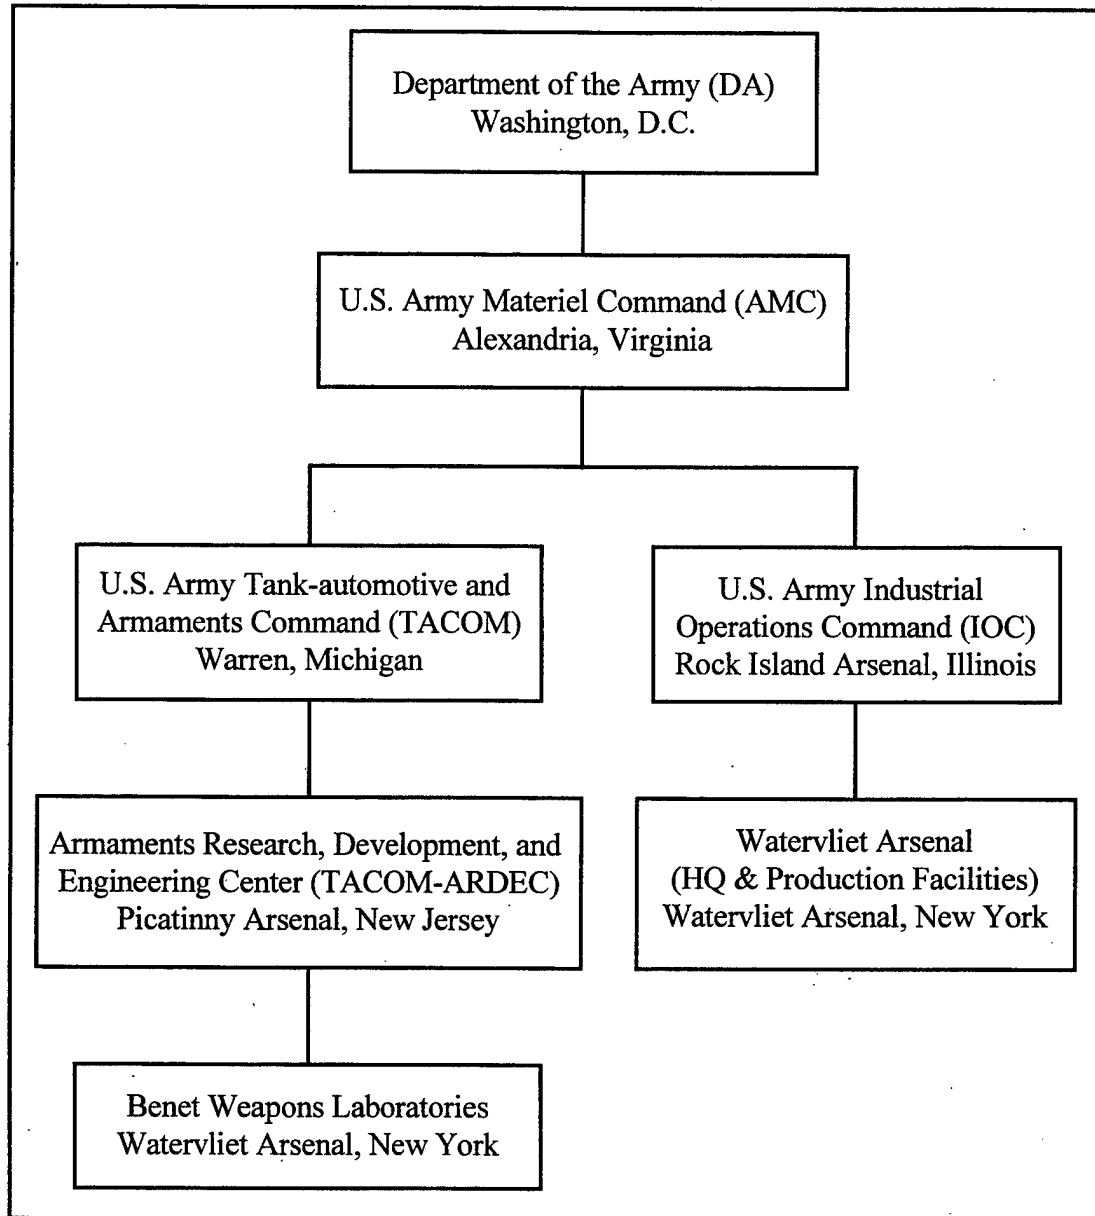 Department of the Army (DA)
Washington, D.C.
U.S. Army Materiel Command (AMC)
Alexandria, Virginia
U.S. Army Tank-automotive and
Armaments Command (TACOM)
Warren, Michigan
U.S. Army Industrial
Operations Command (IOC)
Rock Island Arsenal, Illinois
Armaments Research, Development, and
Engineering Center (TACOM-ARDEC)
Picatinny Arsenal, New Jersey
Watervliet Arsenal
(HQ & Production Facilities)
Watervliet Arsenal, New York
Benet Weapons Laboratories
Watervliet Arsenal, New York